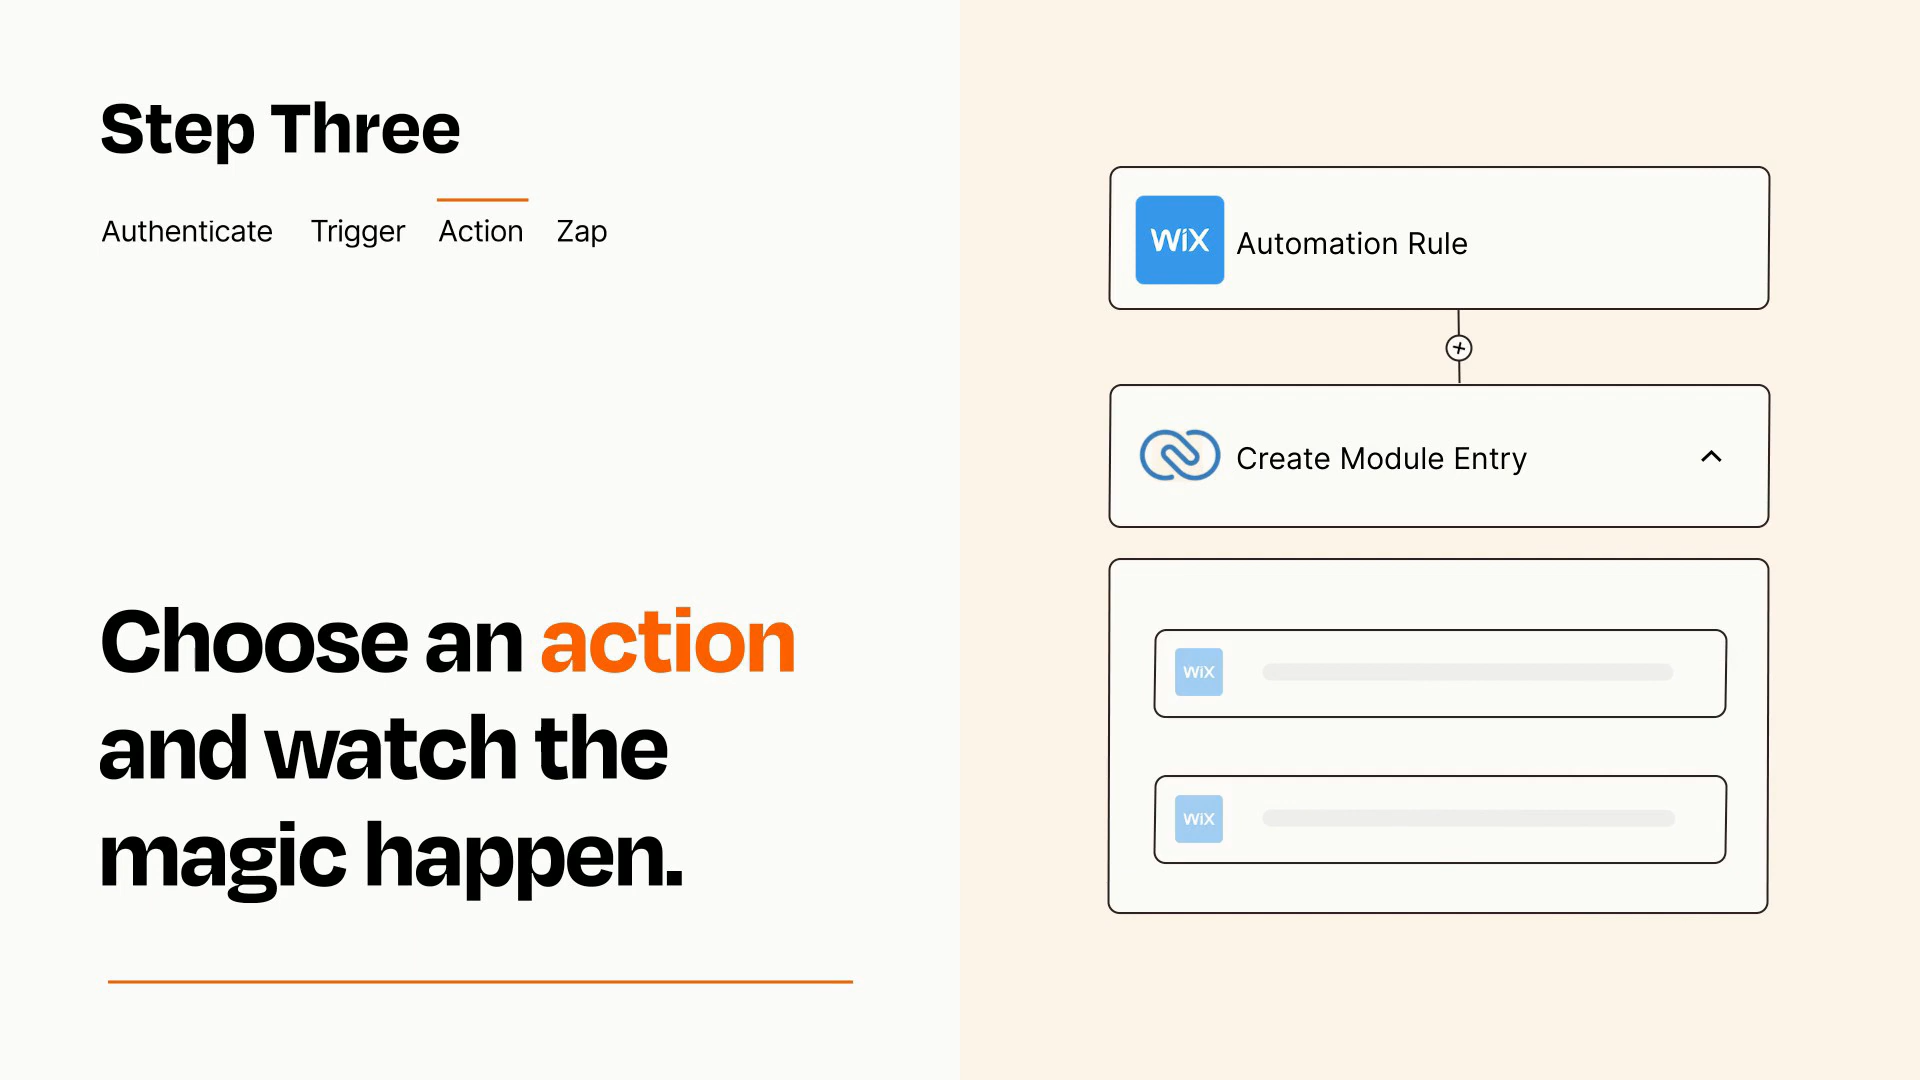 Step Three
Authenticate Trigger Action Zap
Choose an action
and watch the
magic happen.
WiX Automation Rule
Create Module Entry
WiX
WiX